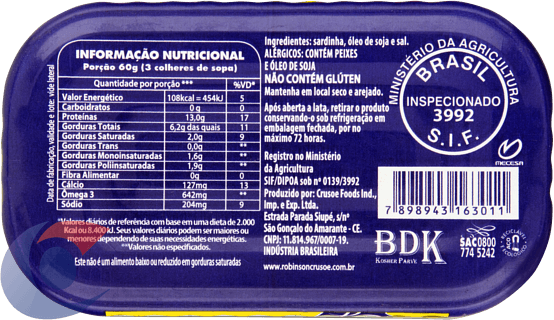 Data de fabricação, validade e lote: vide lateral
INFORMAÇÃO NUTRICIONAL
Porção 60g (3 colheres de sopa)
Quantidade por porção *** %VD*
Valor Energético 108kcal = 454kJ 5
Carboidratos 0 g 0
Proteínas 13,0g 17
Gorduras Totais 6,2g das quais 11
Gorduras Saturadas 2,0g 9
Gorduras Trans 0,0g **
Gorduras Monoinsaturadas 1,6g **
Gorduras Poliinsaturadas 1,9g **
Fibra Alimentar 0g 0
Cálcio 127mg 13
Ômega 3 642mg **
Sódio 204mg 9
*Valores diários de referência com base em uma dieta de 2.000
Kcal ou 8.400 kJ. Seus valores diários podem ser maiores ou
menores dependendo de suas necessidades energéticas.
**Valores não especificados.
Este não é um alimento baixo ou reduzido em gorduras saturadas
Ingredientes: sardinha, óleo de soja e sal.
ALÉRGICOS: CONTÉM PEIXES
E ÓLEO DE SOJA
NÃO CONTÉM GLÚTEN
Mantenha em local seco e arejado.
Após aberta a lata, retirar o produto
conservando-o sob refrigeração em
embalagem fechada, por no
máximo 72 horas.
Registro no Ministério
da Agricultura
SIF/DIPOA sob nº 0139/3992
Produzido por: Crusoe Foods Ind.,
Imp. e Exp. Ltda.
Estrada Parada Siupé, s/nº
São Gonçalo do Amarante - CE.
CNPJ: 11.814.967/0007-19.
INDÚSTRIA BRASILEIRA
www.robinsoncrusoe.com.br
MINISTÉRIO DA AGRICULTURA
BRASIL
INSPECIONADO
3992
S.I.F.
MECESA
7 898943 163011
BDK
KOSHER PARVE
SAC 0800
774 5242
RECICLÁVEL
AÇO